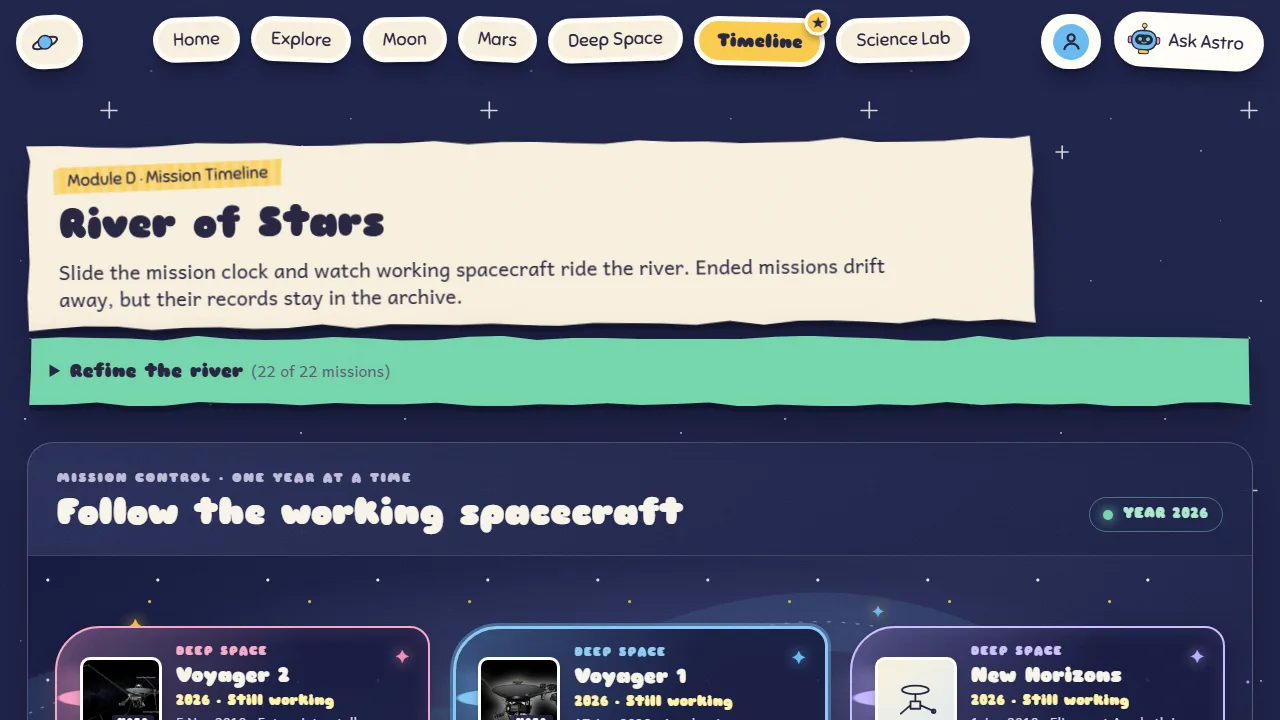 Home
Explore
Moon
Mars
Deep Space
Timeline
Science Lab
Ask Astro
Module D · Mission Timeline
River of Stars
Slide the mission clock and watch working spacecraft ride the river. Ended missions drift
away, but their records stay in the archive.
Refine the river (22 of 22 missions)
MISSION CONTROL · ONE YEAR AT A TIME
Follow the working spacecraft
YEAR 2026
DEEP SPACE
Voyager 2
2026 · Still working
DEEP SPACE
Voyager 1
2026 · Still working
DEEP SPACE
New Horizons
2026 · Still working